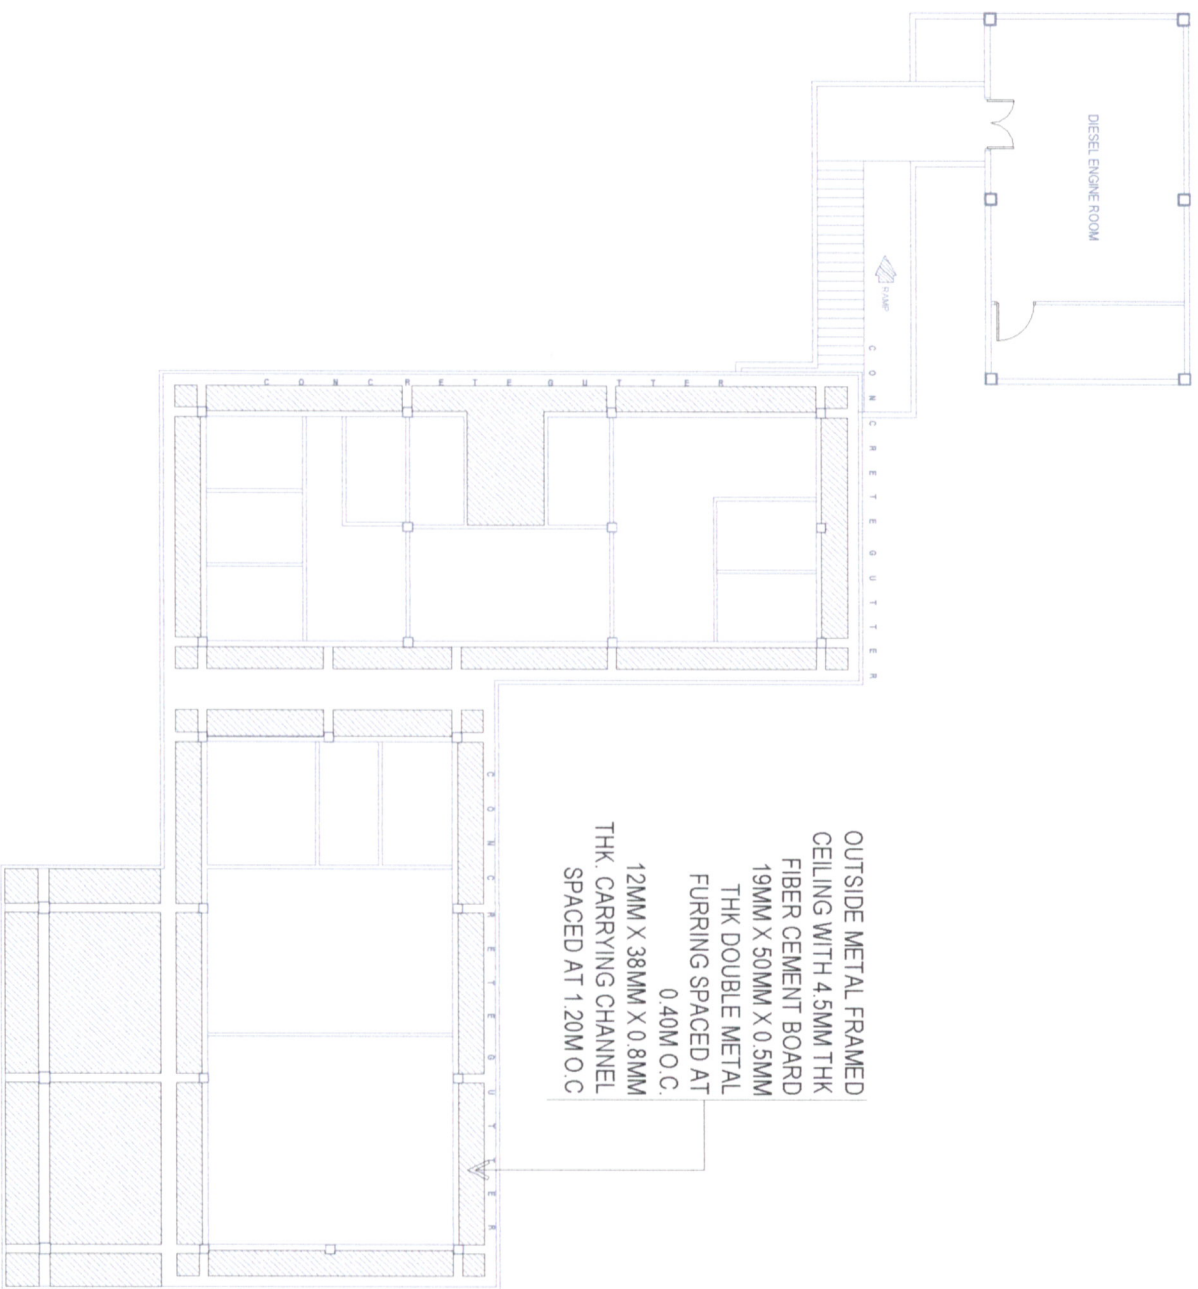 DIESEL ENGINE ROOM
RAMP
CONCRETE GUTTER
CONCRETE GUTTER
CONCRETE GUTTER
OUTSIDE METAL FRAMED
CEILING WITH 4.5MM THK
FIBER CEMENT BOARD
19MM X 50MM X 0.5MM
THK DOUBLE METAL
FURRING SPACED AT
0.40M O.C.
12MM X 38MM X 0.8MM
THK. CARRYING CHANNEL
SPACED AT 1.20M O.C